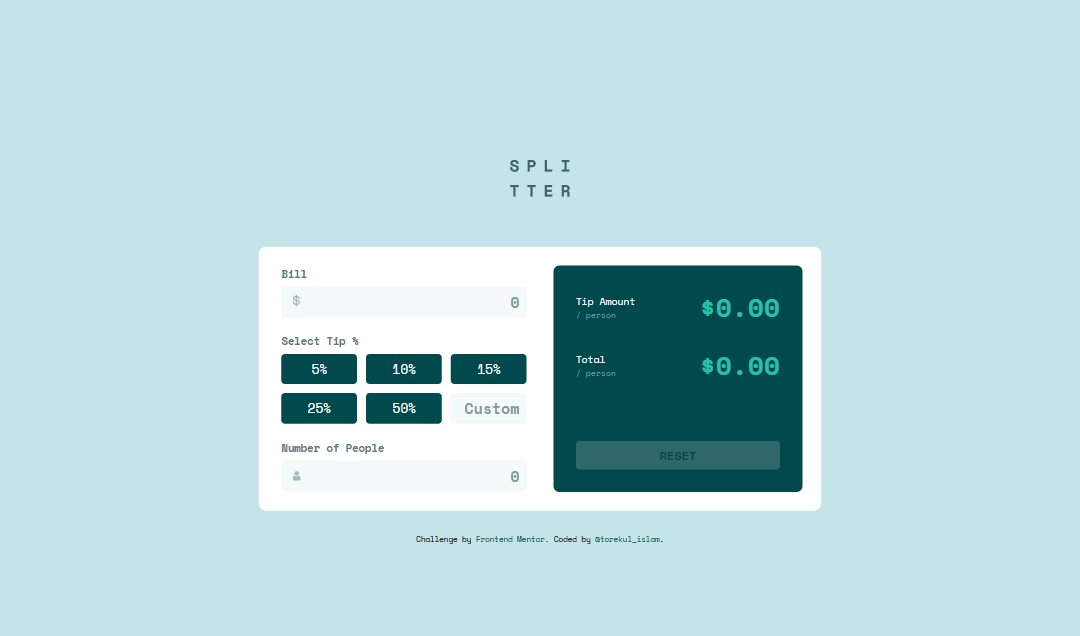 SPLI
TTER
Bill
$ 0
Select Tip %
5% 10% 15%
25% 50% Custom
Number of People
0
Tip Amount
/ person
$0.00
Total
/ person
$0.00
RESET
Challenge by Frontend Mentor. Coded by @torekul_islam.